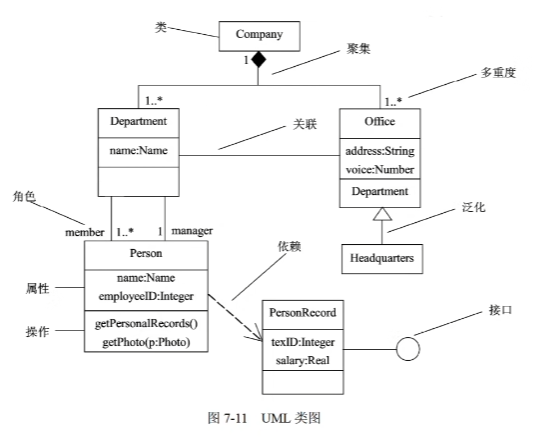 类
Company
1
聚集
多重度
1..*
1..*
Department
Office
name:Name
关联
address:String
voice:Number
Department
角色
泛化
member
1..*
1
manager
Headquarters
Person
依赖
属性
name:Name
employeeID:Integer
接口
PersonRecord
操作
getPersonalRecords()
getPhoto(p:Photo)
texID:Integer
salary:Real
图 7-11 UML 类图